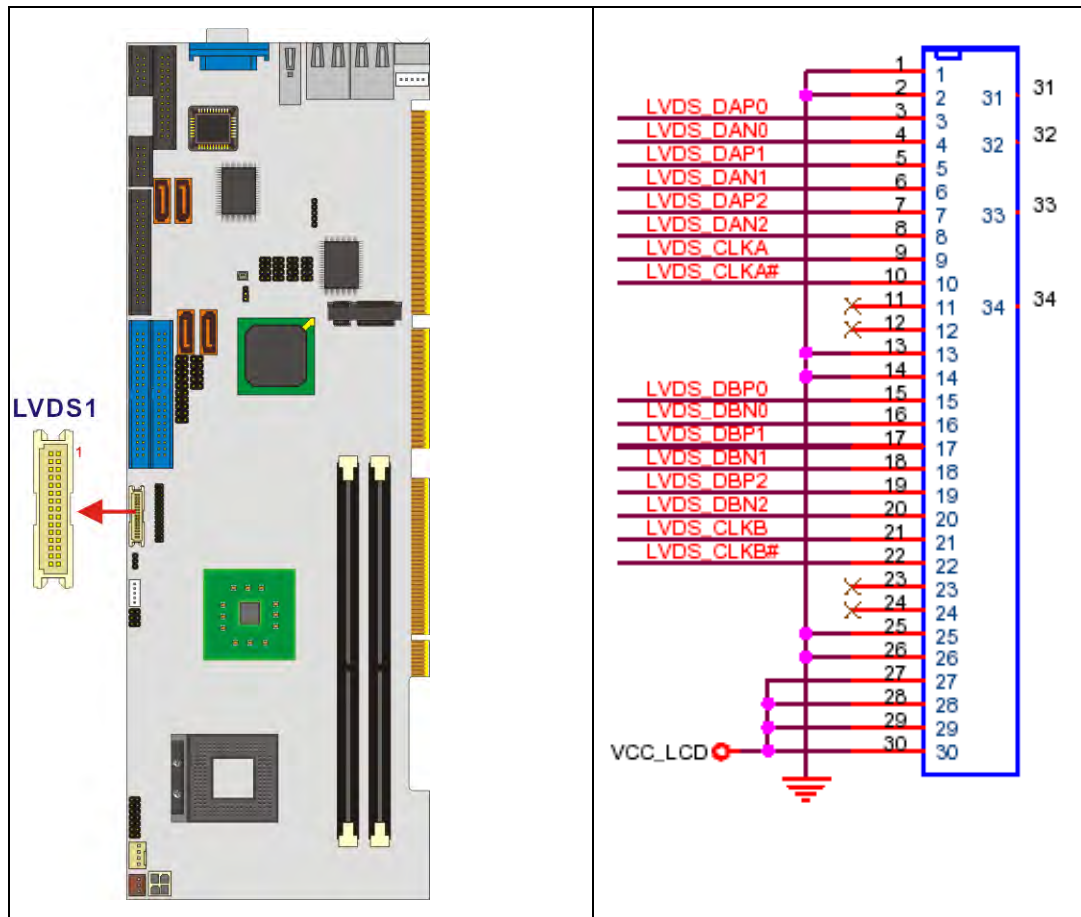 LVDS1
1
1 1
2 2 31 31
LVDS_DAP0 3 3
LVDS_DAN0 4 4 32 32
LVDS_DAP1 5 5
LVDS_DAN1 6 6
LVDS_DAP2 7 7 33 33
LVDS_DAN2 8 8
LVDS_CLKA 9 9
LVDS_CLKA# 10 10
11 11 34 34
12 12
13 13
14 14
LVDS_DBP0 15 15
LVDS_DBN0 16 16
LVDS_DBP1 17 17
LVDS_DBN1 18 18
LVDS_DBP2 19 19
LVDS_DBN2 20 20
LVDS_CLKB 21 21
LVDS_CLKB# 22 22
23 23
24 24
25 25
26 26
27 27
28 28
29 29
VCC_LCD 30 30